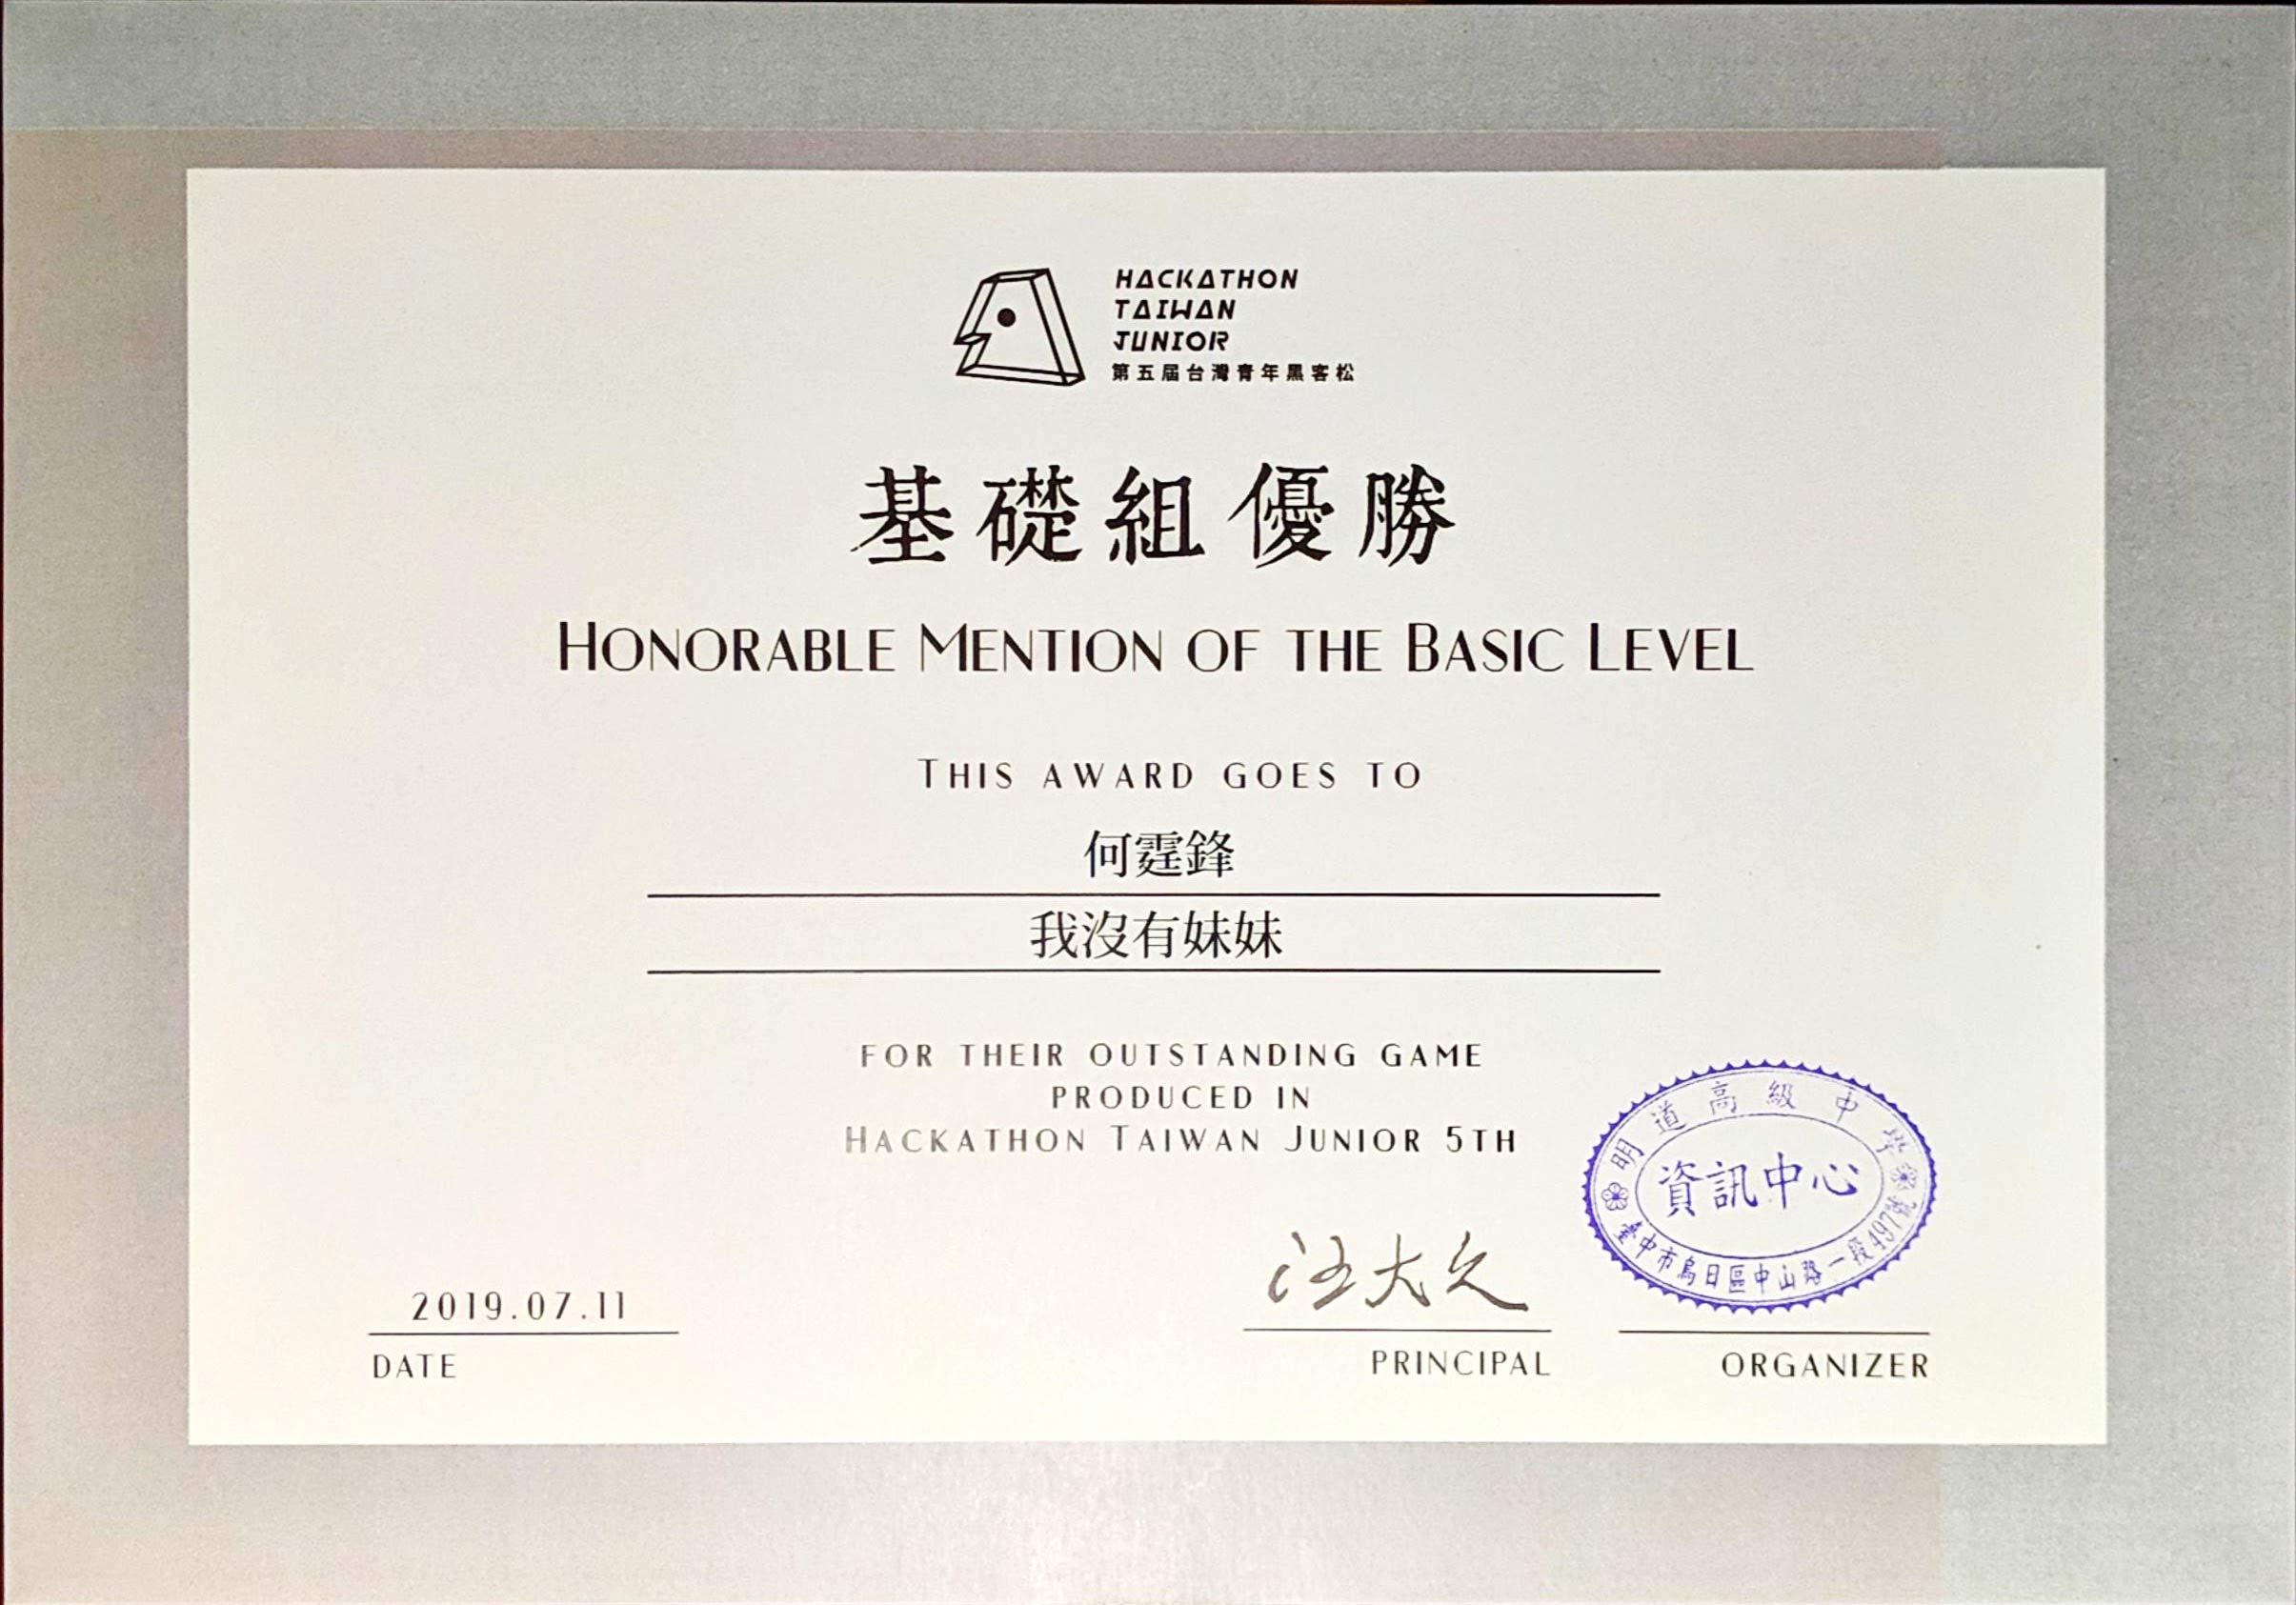 HACKATHON
TAIWAN
JUNIOR
第五屆台灣青年黑客松
基礎組優勝
HONORABLE MENTION OF THE BASIC LEVEL
THIS AWARD GOES TO
何霆鋒
我沒有妹妹
FOR THEIR OUTSTANDING GAME
PRODUCED IN
HACKATHON TAIWAN JUNIOR 5TH
明道高級中學
資訊中心
臺中市烏日區中山路一段497號
汪大久
2019.07.11
DATE
PRINCIPAL
ORGANIZER